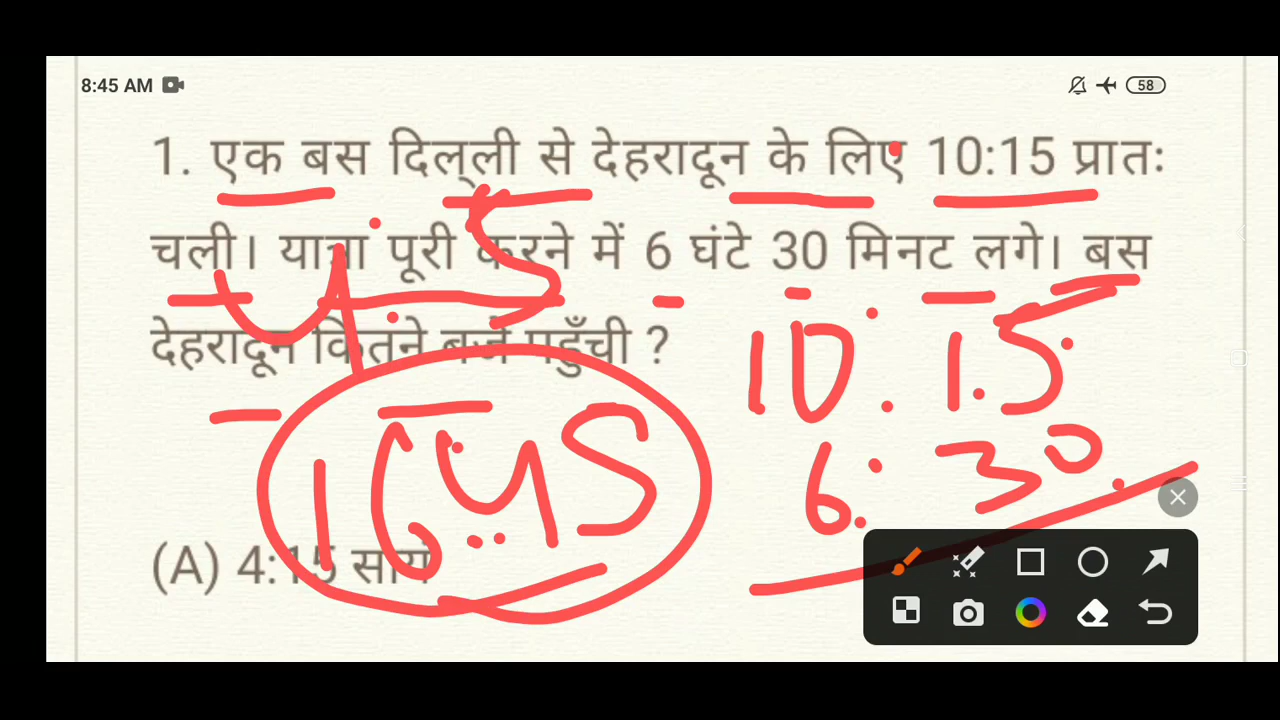 8:45 AM 58
1. एक बस दिल्ली से देहरादून के लिए 10:15 प्रातः
चली। यात्रा पूरी करने में 6 घंटे 30 मिनट लगे। बस
देहरादून कितने बजे पहुँची ?
45
10:15
6:30
16:45
(A) 4:15 सायं